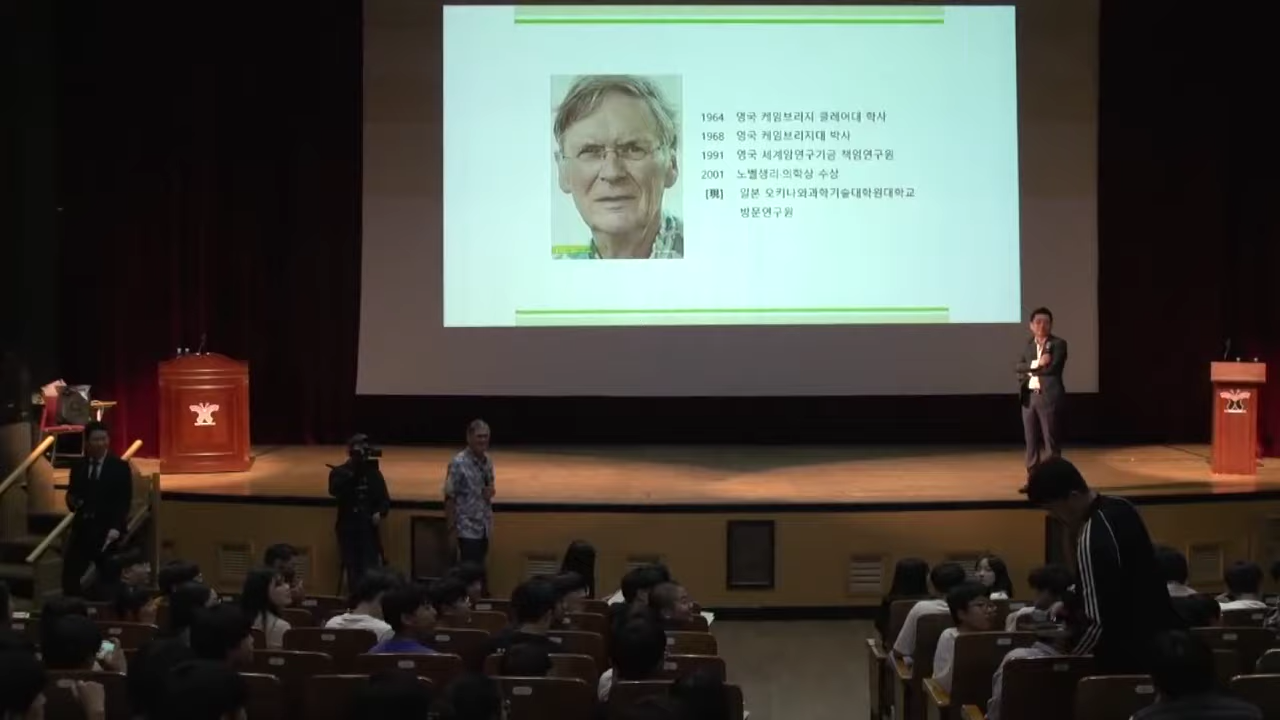 1964 영국 케임브리지 클레어대 학사
1968 영국 케임브리지대 박사
1991 영국 세계암연구기금 책임연구원
2001 노벨생리·의학상 수상
[現] 일본 오키나와과학기술대학원대학교
방문연구원